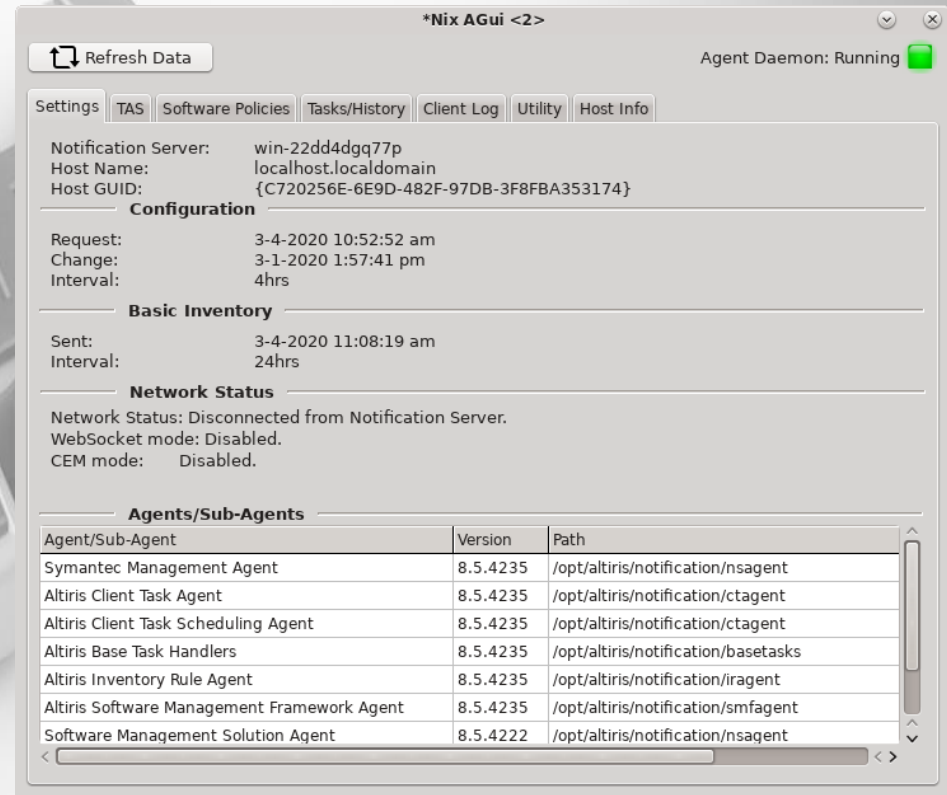 *Nix AGui <2>
Refresh Data
Agent Daemon: Running
Settings TAS Software Policies Tasks/History Client Log Utility Host Info
Notification Server: win-22dd4dgq77p
Host Name: localhost.localdomain
Host GUID: {C720256E-6E9D-482F-97DB-3F8FBA353174}
Configuration
Request: 3-4-2020 10:52:52 am
Change: 3-1-2020 1:57:41 pm
Interval: 4hrs
Basic Inventory
Sent: 3-4-2020 11:08:19 am
Interval: 24hrs
Network Status
Network Status: Disconnected from Notification Server.
WebSocket mode: Disabled.
CEM mode: Disabled.
Agents/Sub-Agents
Agent/Sub-Agent Version Path
Symantec Management Agent 8.5.4235 /opt/altiris/notification/nsagent
Altiris Client Task Agent 8.5.4235 /opt/altiris/notification/ctagent
Altiris Client Task Scheduling Agent 8.5.4235 /opt/altiris/notification/ctagent
Altiris Base Task Handlers 8.5.4235 /opt/altiris/notification/basetasks
Altiris Inventory Rule Agent 8.5.4235 /opt/altiris/notification/iragent
Altiris Software Management Framework Agent 8.5.4235 /opt/altiris/notification/smfagent
Software Management Solution Agent 8.5.4222 /opt/altiris/notification/nsagent